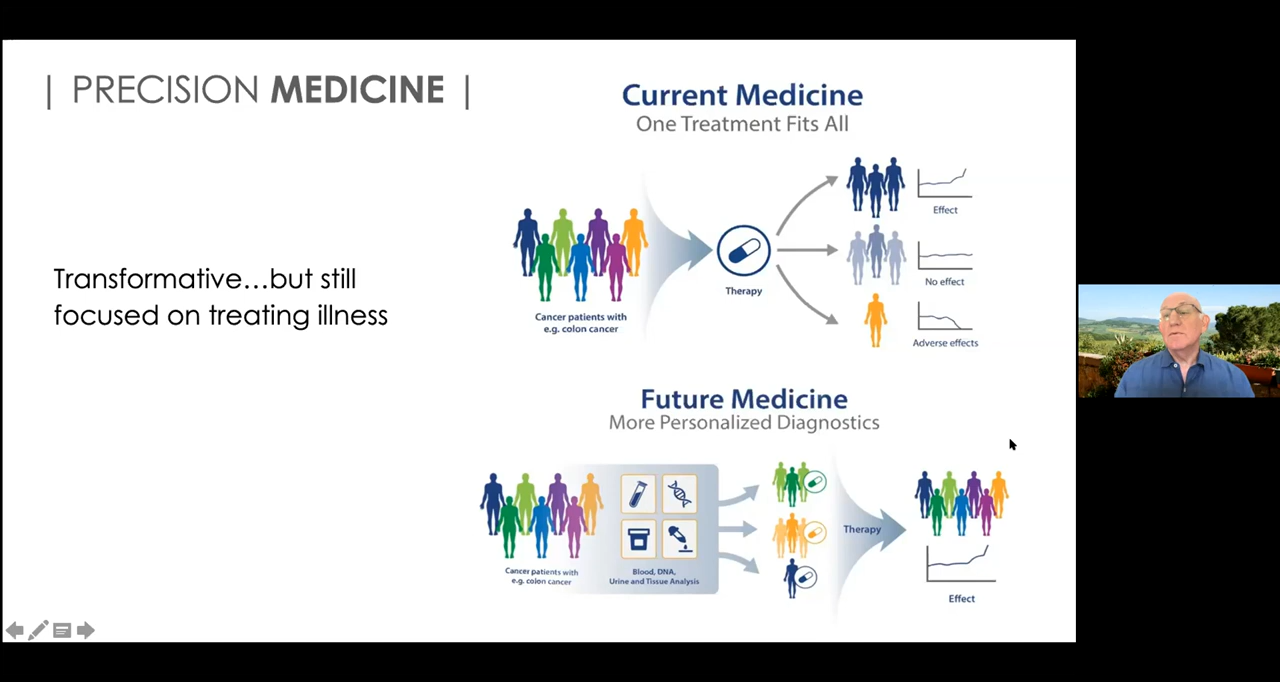 | PRECISION MEDICINE |
Transformative...but still
focused on treating illness
Current Medicine
One Treatment Fits All
Cancer patients with
e.g. colon cancer
Therapy
Effect
No effect
Adverse effects
Future Medicine
More Personalized Diagnostics
Cancer patients with
e.g. colon cancer
Blood, DNA,
Urine and Tissue Analysis
Therapy
Effect